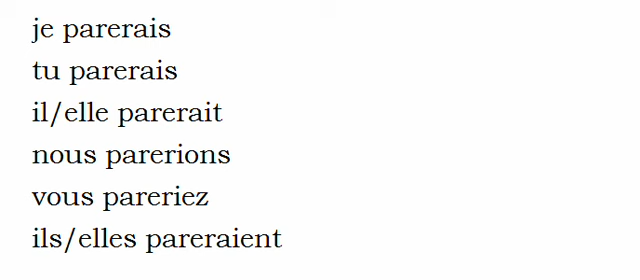 je parerais
tu parerais
il/elle parerait
nous parerions
vous pareriez
ils/elles pareraient